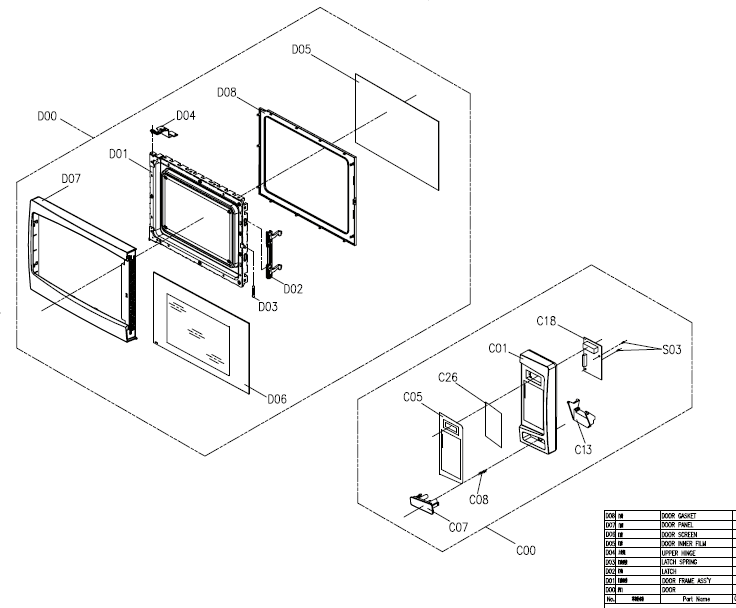 D05
D08
D00
D04
D01
D07
D02
D03
D06
C18
C01
S03
C26
C05
C13
C08
C07
C00
D08 DOOR GASKET
D07 DOOR PANEL
D06 DOOR SCREEN
D05 DOOR INNER FILM
D04 UPPER HINGE
D03 LATCH SPRING
D02 LATCH
D01 DOOR FRAME ASS'Y
D00 DOOR
No. Part Name